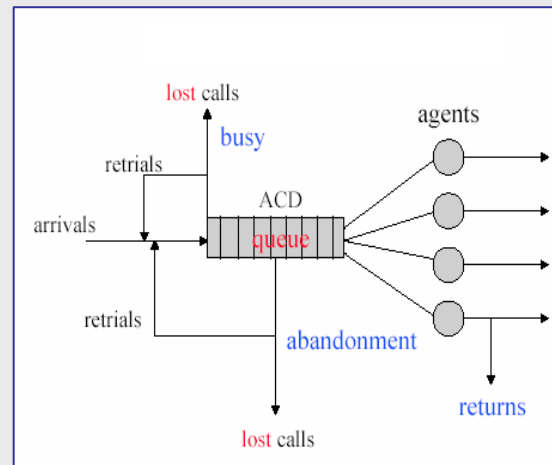 lost calls
agents
busy
retrials
ACD
arrivals
queue
retrials
abandonment
returns
lost calls